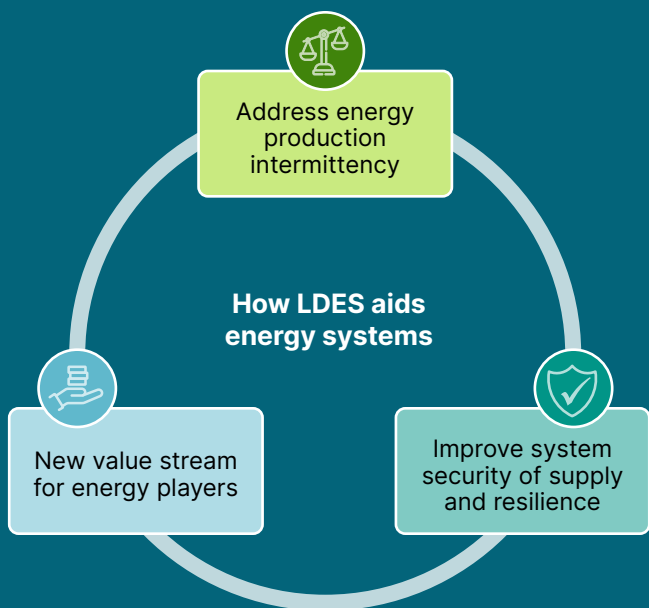 Address energy
production
intermittency
How LDES aids
energy systems
New value stream
for energy players
Improve system
security of supply
and resilience